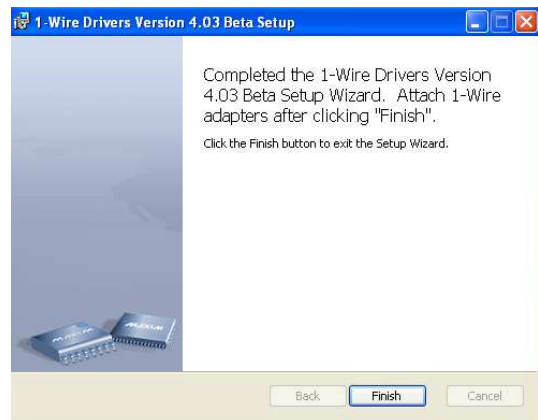 1-Wire Drivers Version 4.03 Beta Setup
Completed the 1-Wire Drivers Version
4.03 Beta Setup Wizard. Attach 1-Wire
adapters after clicking "Finish".
Click the Finish button to exit the Setup Wizard.
MAXIM
MAXIM
Back
Finish
Cancel